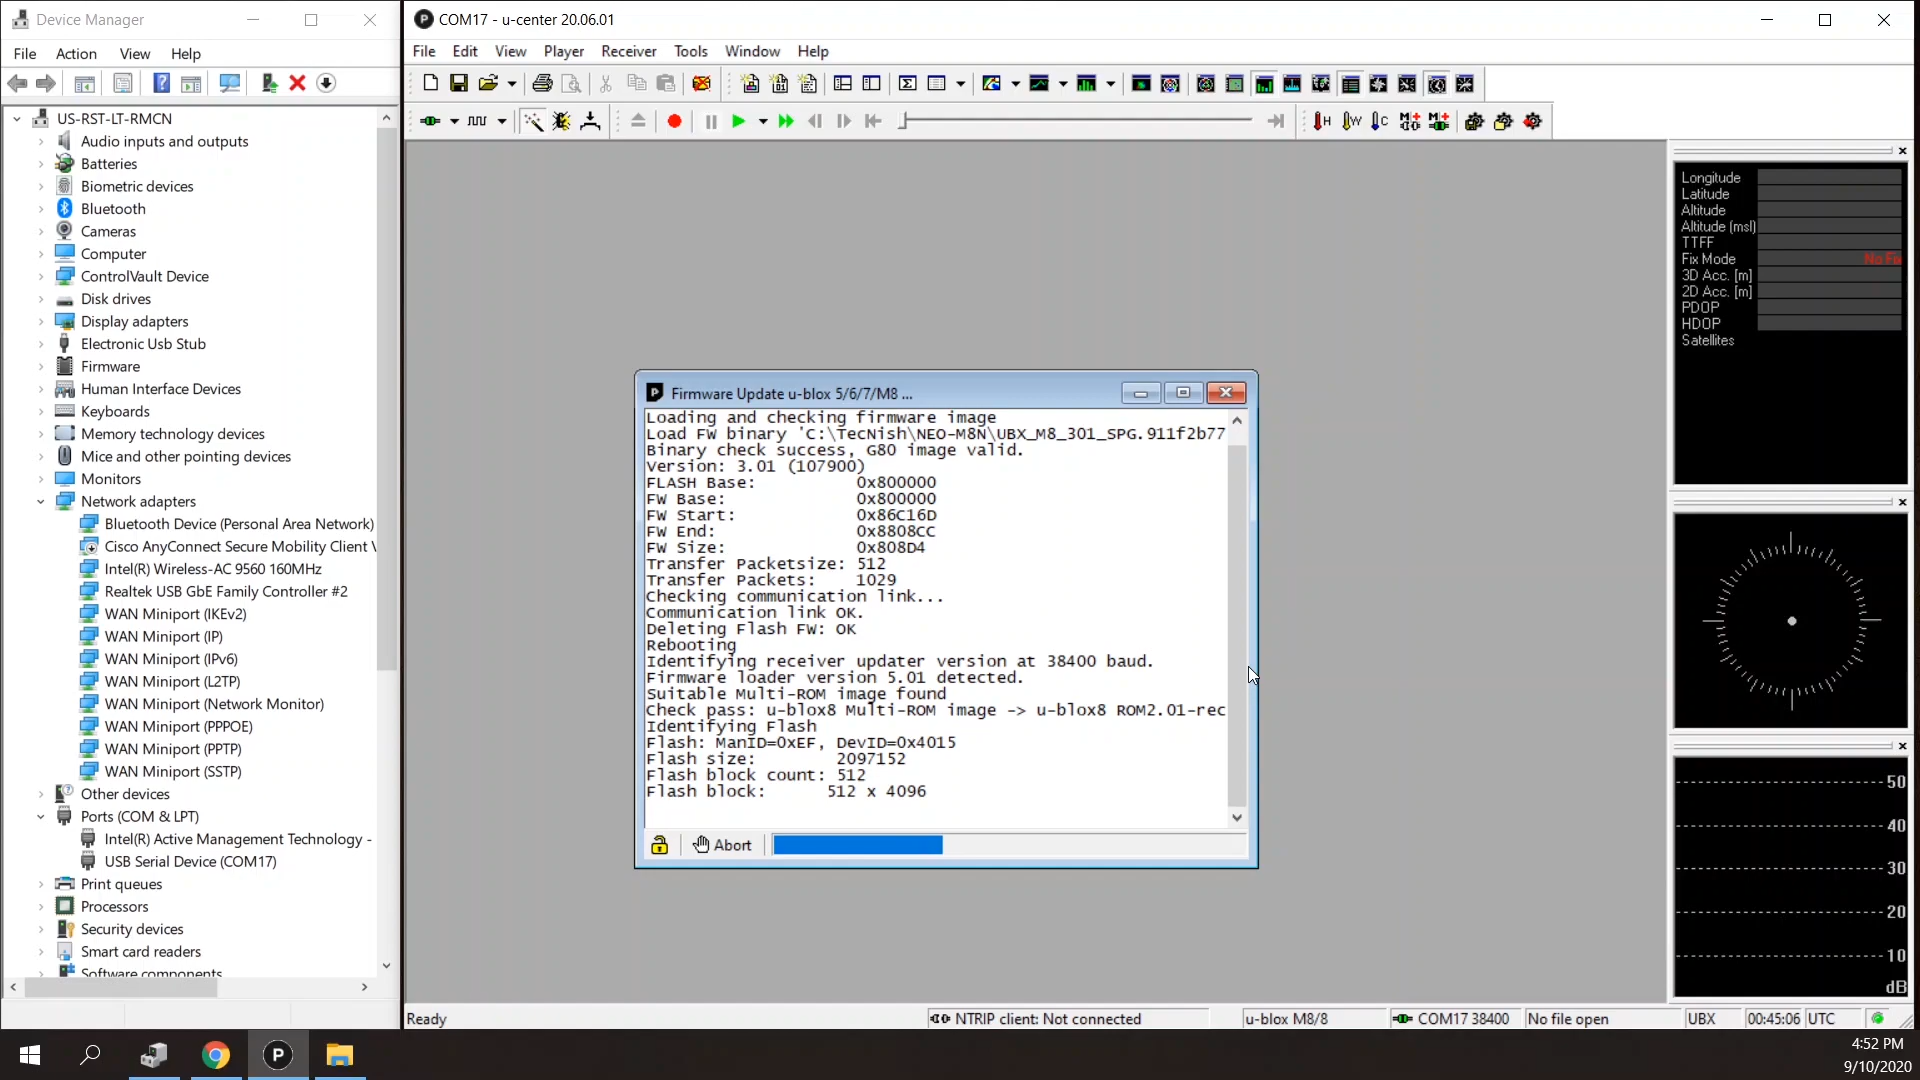 Device Manager
File Action View Help
US-RST-LT-RMCN
Audio inputs and outputs
Batteries
Biometric devices
Bluetooth
Cameras
Computer
ControlVault Device
Disk drives
Display adapters
Electronic Usb Stub
Firmware
Human Interface Devices
Keyboards
Memory technology devices
Mice and other pointing devices
Monitors
Network adapters
Bluetooth Device (Personal Area Network)
Cisco AnyConnect Secure Mobility Client
Intel(R) Wireless-AC 9560 160MHz
Realtek USB GbE Family Controller #2
WAN Miniport (IKEv2)
WAN Miniport (IP)
WAN Miniport (IPv6)
WAN Miniport (L2TP)
WAN Miniport (Network Monitor)
WAN Miniport (PPPOE)
WAN Miniport (PPTP)
WAN Miniport (SSTP)
Other devices
Ports (COM & LPT)
Intel(R) Active Management Technology -
USB Serial Device (COM17)
Print queues
Processors
Security devices
Smart card readers
Software components
COM17 - u-center 20.06.01
File Edit View Player Receiver Tools Window Help
Firmware Update u-blox 5/6/7/M8 ...
Loading and checking firmware image
Load FW binary 'C:\TecNish\NEO-M8N\UBX_M8_301_SPG.911f2b77
Binary check success, G80 image valid.
Version: 3.01 (107900)
FLASH Base: 0x800000
FW Base: 0x800000
FW Start: 0x86C16D
FW End: 0x8808CC
FW Size: 0x808D4
Transfer Packetsize: 512
Transfer Packets: 1029
Checking communication link...
Communication link OK.
Deleting Flash FW: OK
Rebooting
Identifying receiver updater version at 38400 baud.
Firmware loader version 5.01 detected.
Suitable Multi-ROM image found
Check pass: u-blox8 Multi-ROM image -> u-blox8 ROM2.01-rec
Identifying Flash
Flash: ManID=0xEF, DevID=0x4015
Flash size: 2097152
Flash block count: 512
Flash block: 512 x 4096
Abort
Longitude
Latitude
Altitude
Altitude (msl)
TTFF
Fix Mode No Fix
3D Acc. [m]
2D Acc. [m]
PDOP
HDOP
Satellites
50
40
30
20
10
dB
Ready NTRIP client: Not connected u-blox M8/8 COM17 38400 No file open UBX 00:45:06 UTC
4:52 PM
9/10/2020